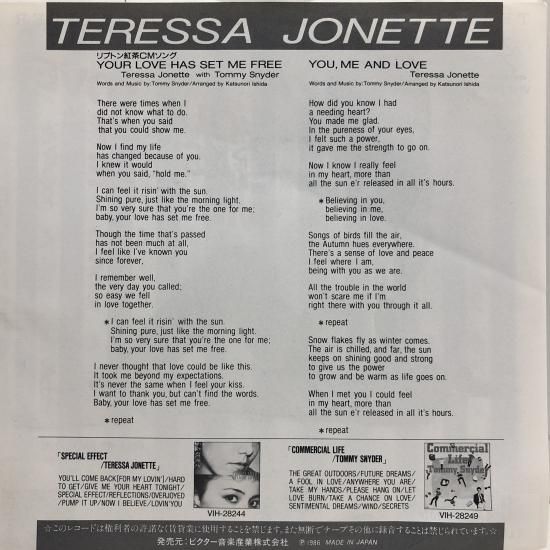 TERESSA JONETTE
リプトン紅茶CMソング
YOUR LOVE HAS SET ME FREE
Teressa Jonette with Tommy Snyder
Words and Music by:Tommy Snyder/Arranged by Katsunori Ishida
There were times when I
did not know what to do.
That's when you said
that you could show me.
Now I find my life
has changed because of you.
I knew it would
when you said, "hold me."
I can feel it risin' with the sun.
Shining pure, just like the morning light.
I'm so very sure that you're the one for me;
baby, your love has set me free.
Though the time that's passed
has not been much at all,
I feel like I've known you
since forever,
I remember well,
the very day you called;
so easy we fell
in love together.
*I can feel it risin' with the sun.
Shining pure, just like the morning light.
I'm so very sure that you're the one for me;
baby, your love has set me free.
I never thought that love could be like this.
It took me beyond my expectations.
It's never the same when I feel your kiss.
I want to thank you, but can't find the words.
Baby, your love has set me free.
*repeat
YOU, ME AND LOVE
Teressa Jonette
Words and Music by:Tommy Snyder/Arranged by Katsunori Ishida
How did you know I had
a needing heart?
You made me glad.
In the pureness of your eyes,
I felt such a power,
it gave me the strength to go on.
Now I know I really feel
in my heart, more than
all the sun e'r released in all it's hours.
*Believing in you,
believing in me,
believing in love.
Songs of birds fill the air,
the Autumn hues everywhere.
There's a sense of love and peace
I feel where I am,
being with you as we are.
All the trouble in the world
won't scare me if I'm
right there with you through it all.
*repeat
Snow flakes fly as winter comes.
The air is chilled, and far, the sun
keeps on shining good and strong
to give us the power
to grow and be warm as life goes on.
When I met you I could feel
in my heart, more than
all the sun e'r released in all it's hours.
*repeat
「SPECIAL EFFECT
/TERESSA JONETTE」
YOU'LL COME BACK[FOR MY LOVIN']/HARD
TO GET/GIVE ME YOUR HEART TONIGHT/
SPECIAL EFFECT/REFLECTIONS/OVERJOYED
/PUMP IT UP/NOW I BELIEVE/LOVIN'YOU
VIH-28244
「COMMERCIAL LIFE
/TOMMY SNYDER」
THE GREAT OUTDOORS/FUTURE DREAMS/
A FOOL IN LOVE/ANYWHERE YOU ARE/
TAKE MY HANDS/PLEASE HANG ON/LET
LOVE BURN/TAKE A CHANCE ON LOVE/
SENTIMENTAL DREAMS/WIND/SECRETS
Commercial
Life
Tommy Snyder
VIH-28249
☆このレコードは権利者の許諾なく賃貸業に使用することを禁じます。また無断でテープその他に録音することは禁じられています。☆
発売元:ビクター音楽産業株式会社 Ⓟ1986 MADE IN JAPAN